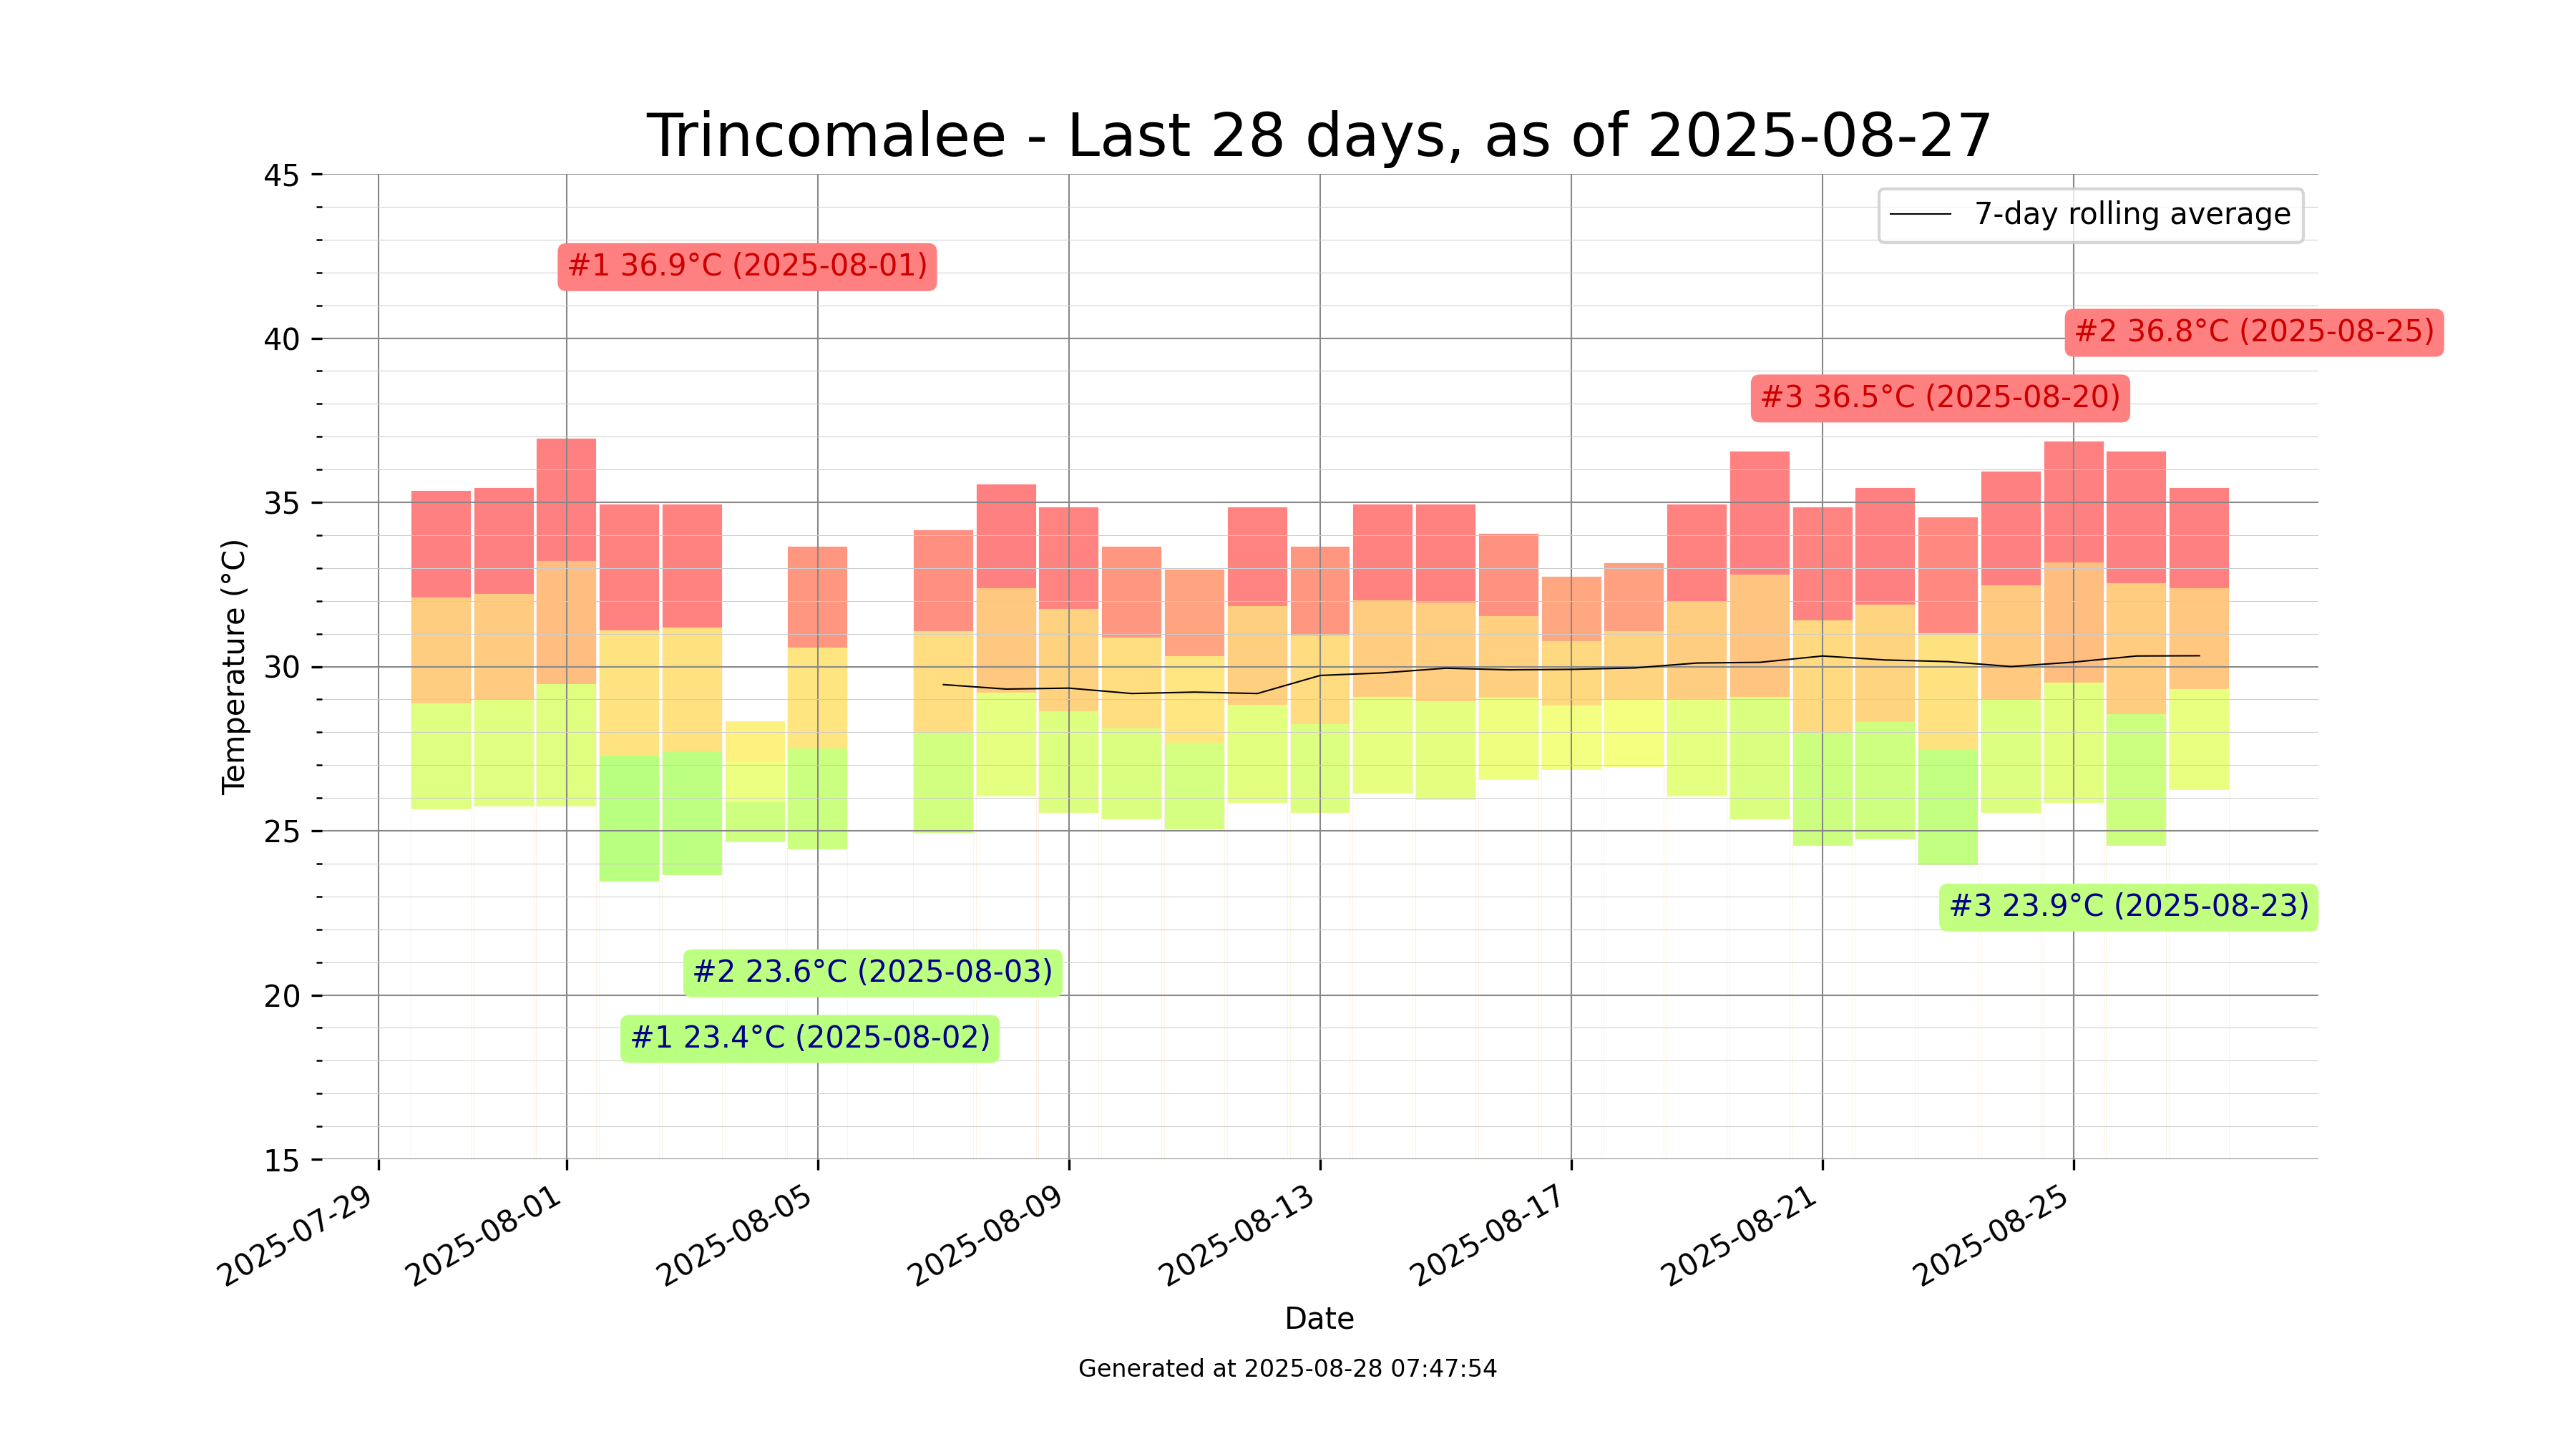 Trincomalee - Last 28 days, as of 2025-08-27
7-day rolling average
#1 36.9°C (2025-08-01)
#2 36.8°C (2025-08-25)
#3 36.5°C (2025-08-20)
#3 23.9°C (2025-08-23)
#2 23.6°C (2025-08-03)
#1 23.4°C (2025-08-02)
Temperature (°C)
45
40
35
30
25
20
15
2025-07-29
2025-08-01
2025-08-05
2025-08-09
2025-08-13
2025-08-17
2025-08-21
2025-08-25
Date
Generated at 2025-08-28 07:47:54